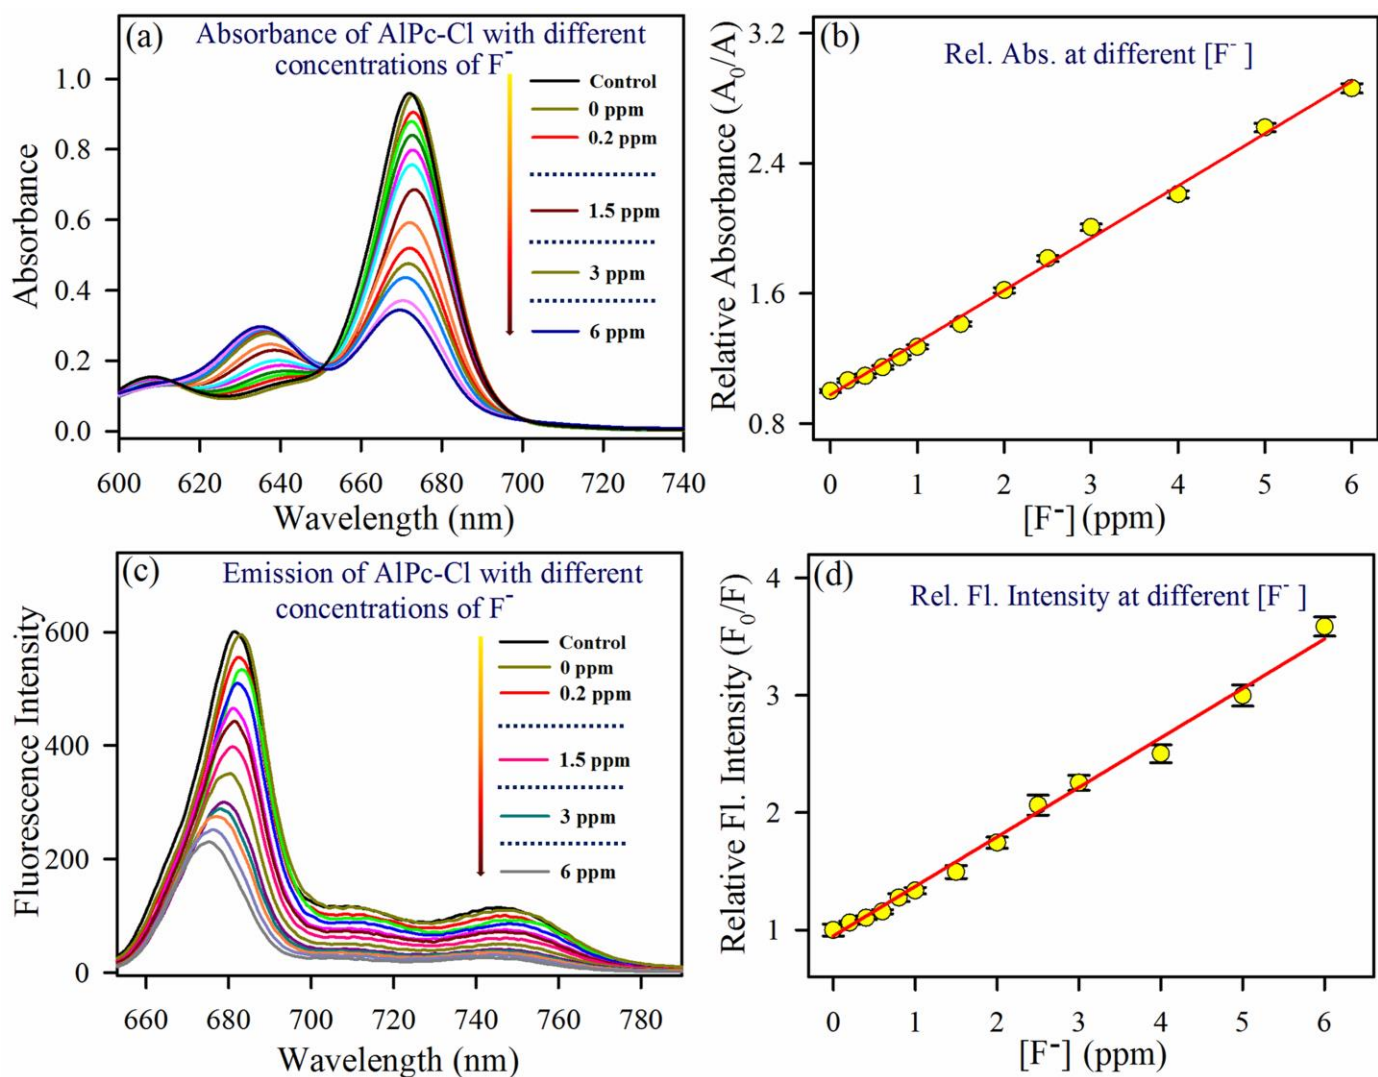 (a) Absorbance of AlPc-Cl with different
concentrations of F⁻
Control
0 ppm
0.2 ppm
1.5 ppm
3 ppm
6 ppm
Absorbance
1.0
0.8
0.6
0.4
0.2
0.0
600 620 640 660 680 700 720 740
Wavelength (nm)
(b)
Rel. Abs. at different [F⁻ ]
Relative Absorbance (A₀/A)
3.2
2.4
1.6
0.8
0 1 2 3 4 5 6
[F⁻] (ppm)
(c) Emission of AlPc-Cl with different
concentrations of F⁻
Control
0 ppm
0.2 ppm
1.5 ppm
3 ppm
6 ppm
Fluorescence Intensity
600
400
200
0
660 680 700 720 740 760 780
Wavelength (nm)
(d)
Rel. Fl. Intensity at different [F⁻ ]
Relative Fl. Intensity (F₀/F)
4
3
2
1
0 1 2 3 4 5 6
[F⁻] (ppm)